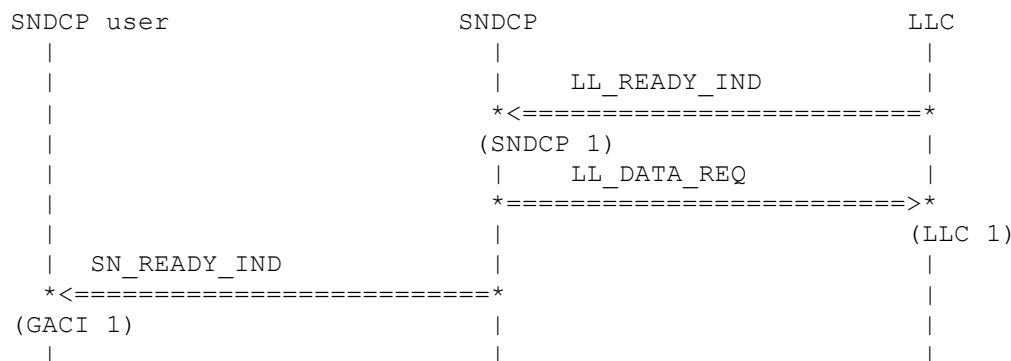 SNDCP user                 SNDCP                      LLC
  |                           |                          |
  |                           |    LL_READY_IND          |
  |                           *<=========================*
  |                          (SNDCP 1)                   |
  |                           |    LL_DATA_REQ           |
  |                           *=========================>*
  |                           |                         (LLC 1)
  |  SN_READY_IND             |                          |
  *<==========================*                          |
(GACI 1)                      |                          |
  |                           |                          |